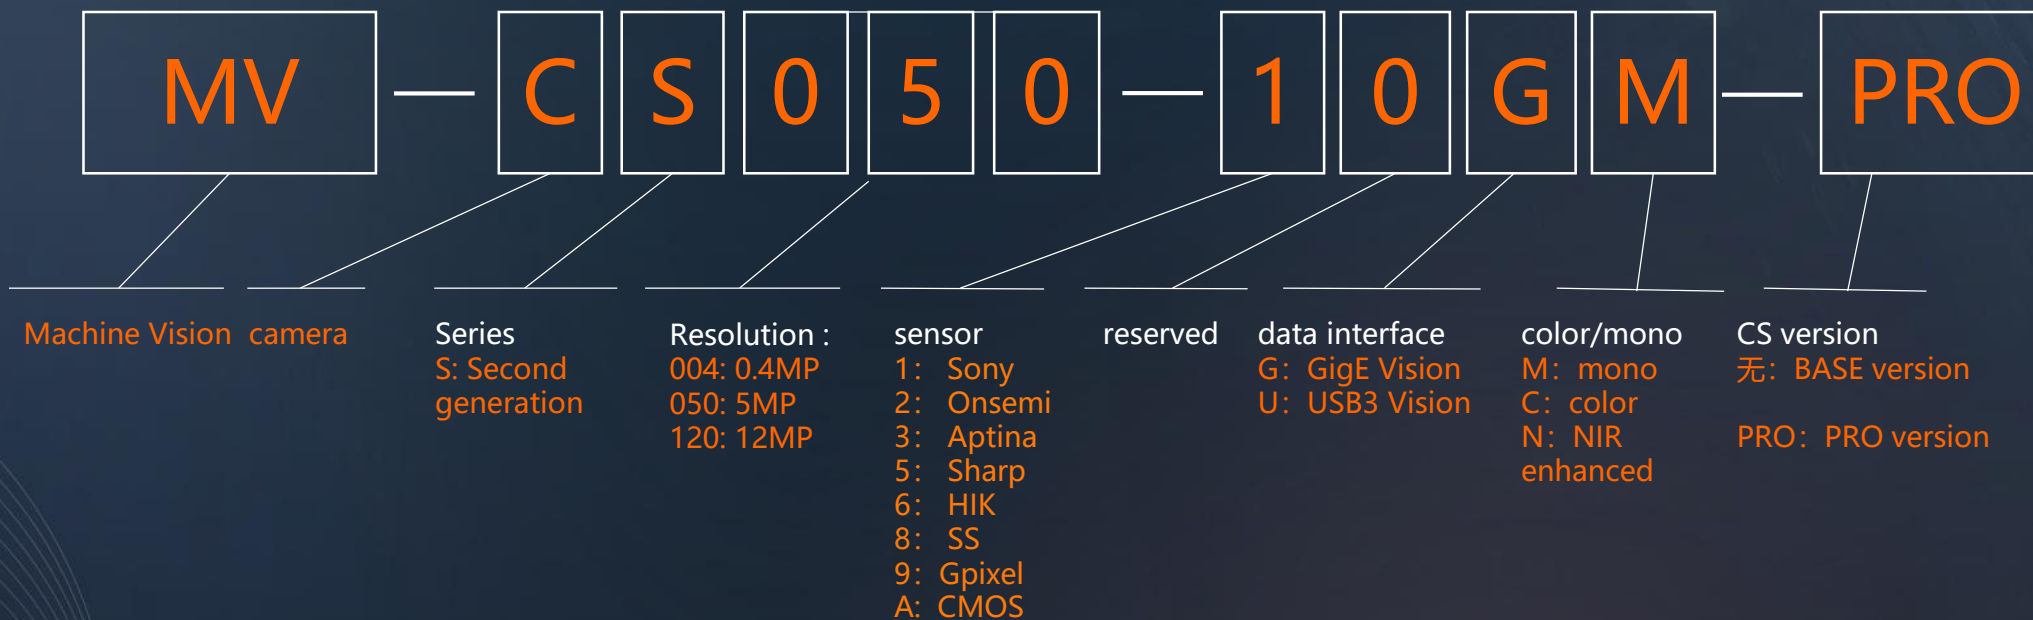 MV — C S 0 5 0 — 1 0 G M — PRO
Machine Vision
camera
Series
S: Second
generation
Resolution :
004: 0.4MP
050: 5MP
120: 12MP
sensor
1： Sony
2： Onsemi
3： Aptina
5： Sharp
6： HIK
8： SS
9：Gpixel
A: CMOS
reserved
data interface
G：GigE Vision
U：USB3 Vision
color/mono
M：mono
C：color
N：NIR
enhanced
CS version
无：BASE version
PRO：PRO version